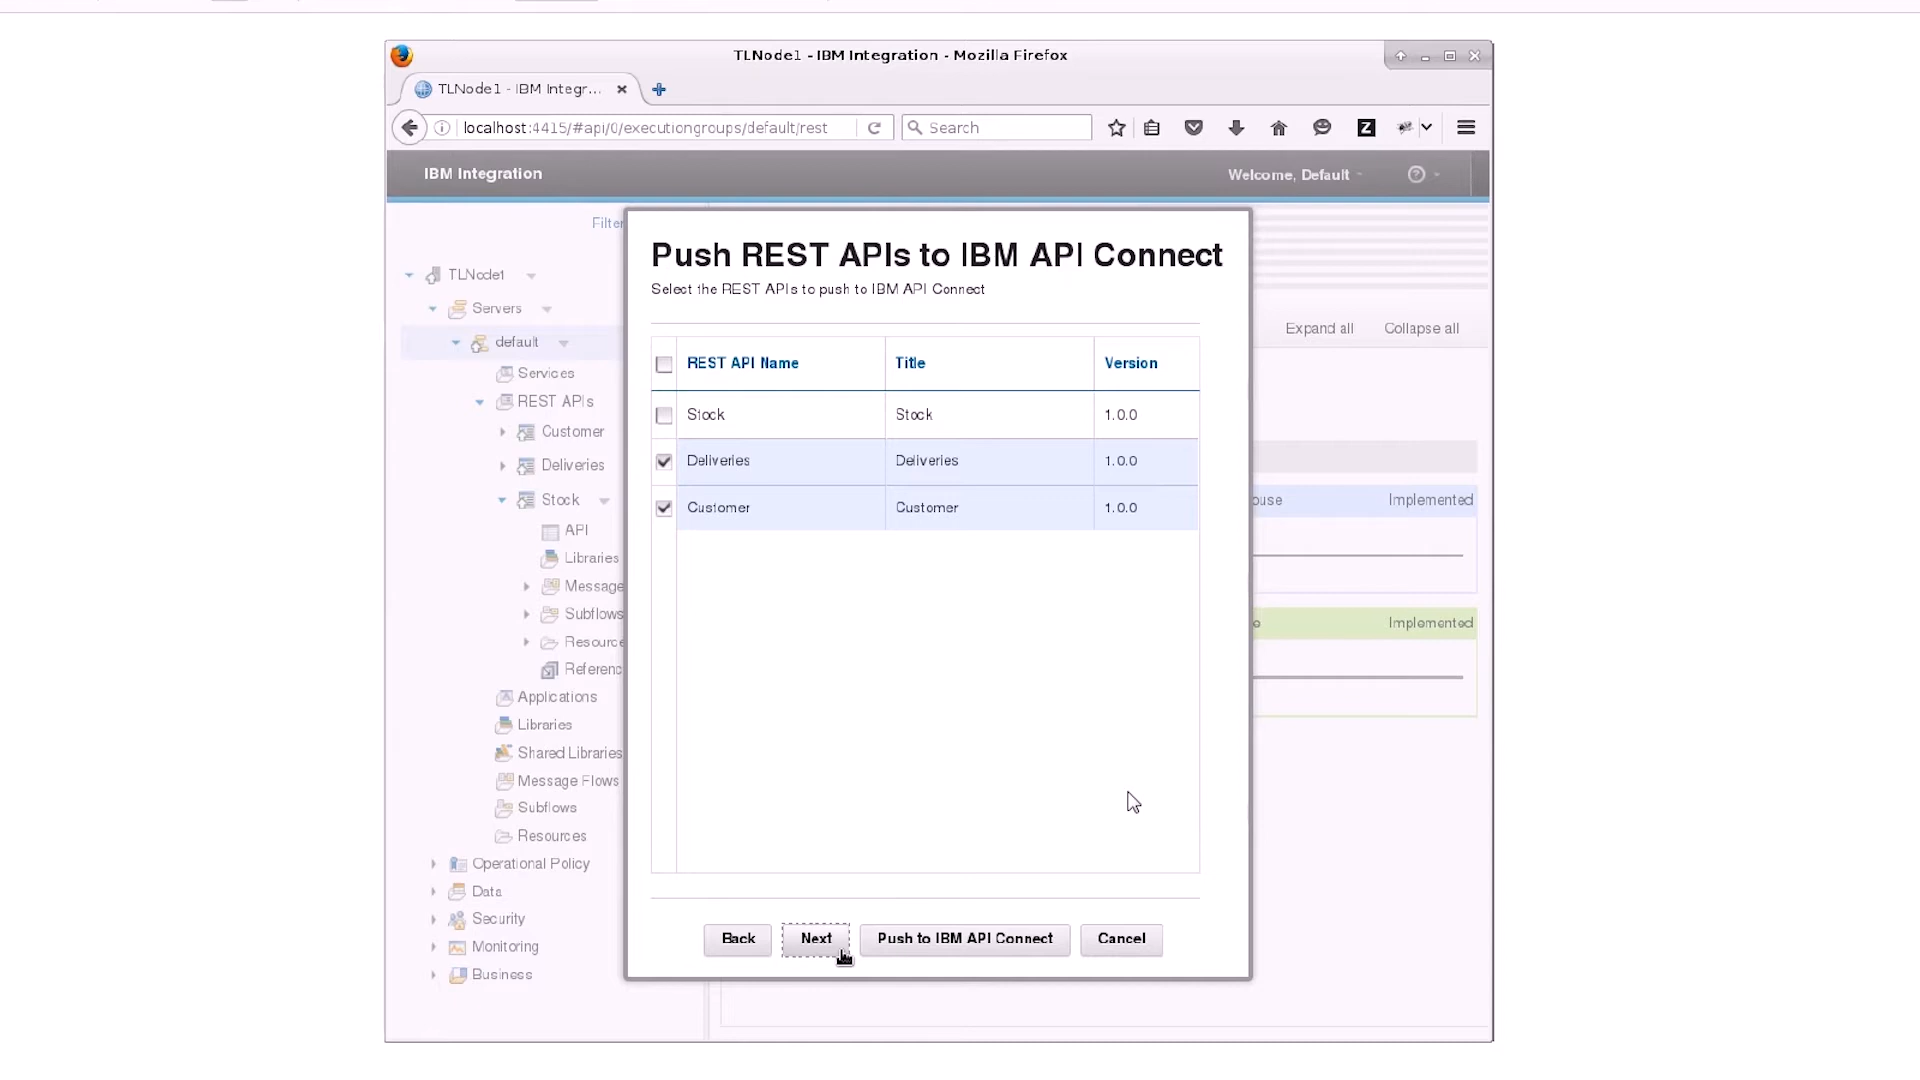 TLNode1 - IBM Integration - Mozilla Firefox
TLNode1 - IBM Integr...
localhost:4415/#api/0/executiongroups/default/rest
Search
IBM Integration
Welcome, Default
Filter
TLNode1
Servers
default
Services
REST APIs
Customer
Deliveries
Stock
API
Libraries
Message
Subflows
Resource
Referenc
Applications
Libraries
Shared Libraries
Message Flows
Subflows
Resources
Operational Policy
Data
Security
Monitoring
Business
Push REST APIs to IBM API Connect
Select the REST APIs to push to IBM API Connect
REST API Name Title Version
Stock Stock 1.0.0
Deliveries Deliveries 1.0.0
Customer Customer 1.0.0
Back Next Push to IBM API Connect Cancel
Expand all Collapse all
ouse Implemented
e Implemented